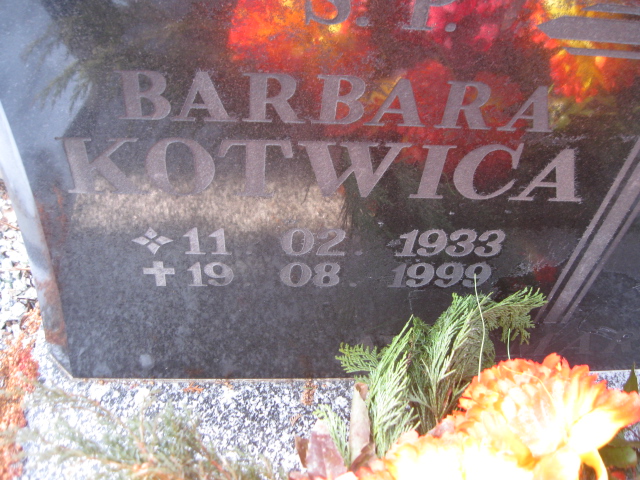 S. P.
BARBARA
KOTWICA
11 02. 1933
19 08. 1999